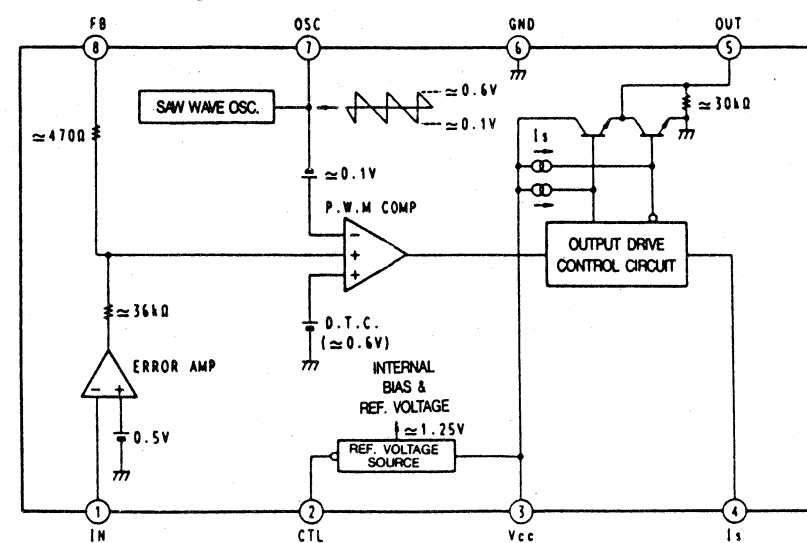 FB
OSC
GND
OUT
8
7
6
5
SAW WAVE OSC.
≃0.6V
≃0.1V
≃30kΩ
≃470Ω
Is
≃0.1V
P.W.M COMP
−
+
+
OUTPUT DRIVE
CONTROL CIRCUIT
≃36kΩ
D.T.C.
(≃0.6V)
ERROR AMP
− +
INTERNAL
BIAS &
REF. VOLTAGE
≃1.25V
0.5V
REF. VOLTAGE
SOURCE
1
2
3
4
IN
CTL
Vcc
Is